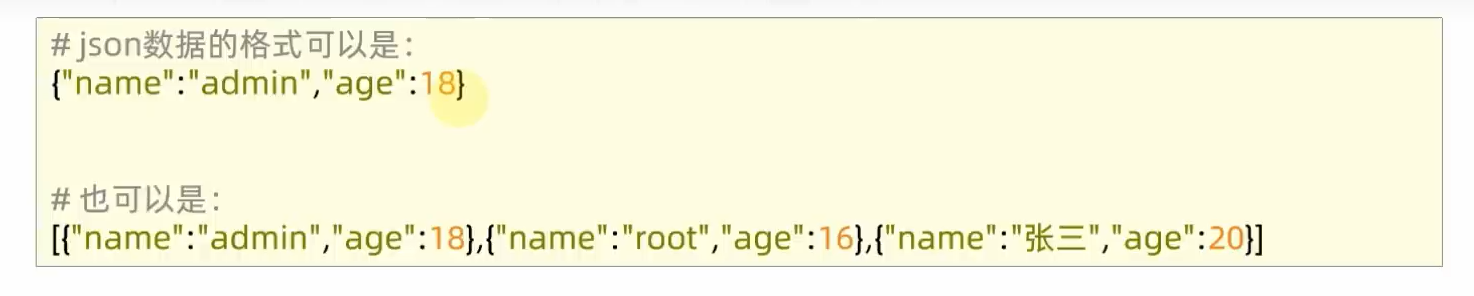 # json数据的格式可以是：
{"name":"admin","age":18}
# 也可以是：
[{"name":"admin","age":18},{"name":"root","age":16},{"name":"张三","age":20}]